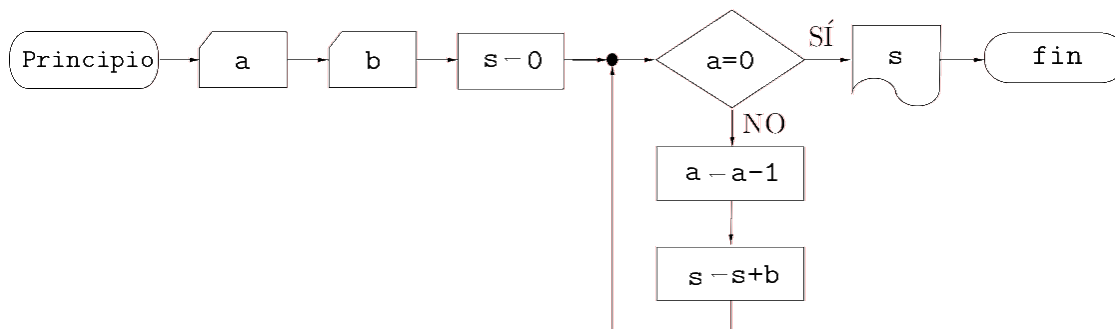 Principio
a
b
s←0
a=0
SÍ
s
fin
NO
a←a-1
s←s+b